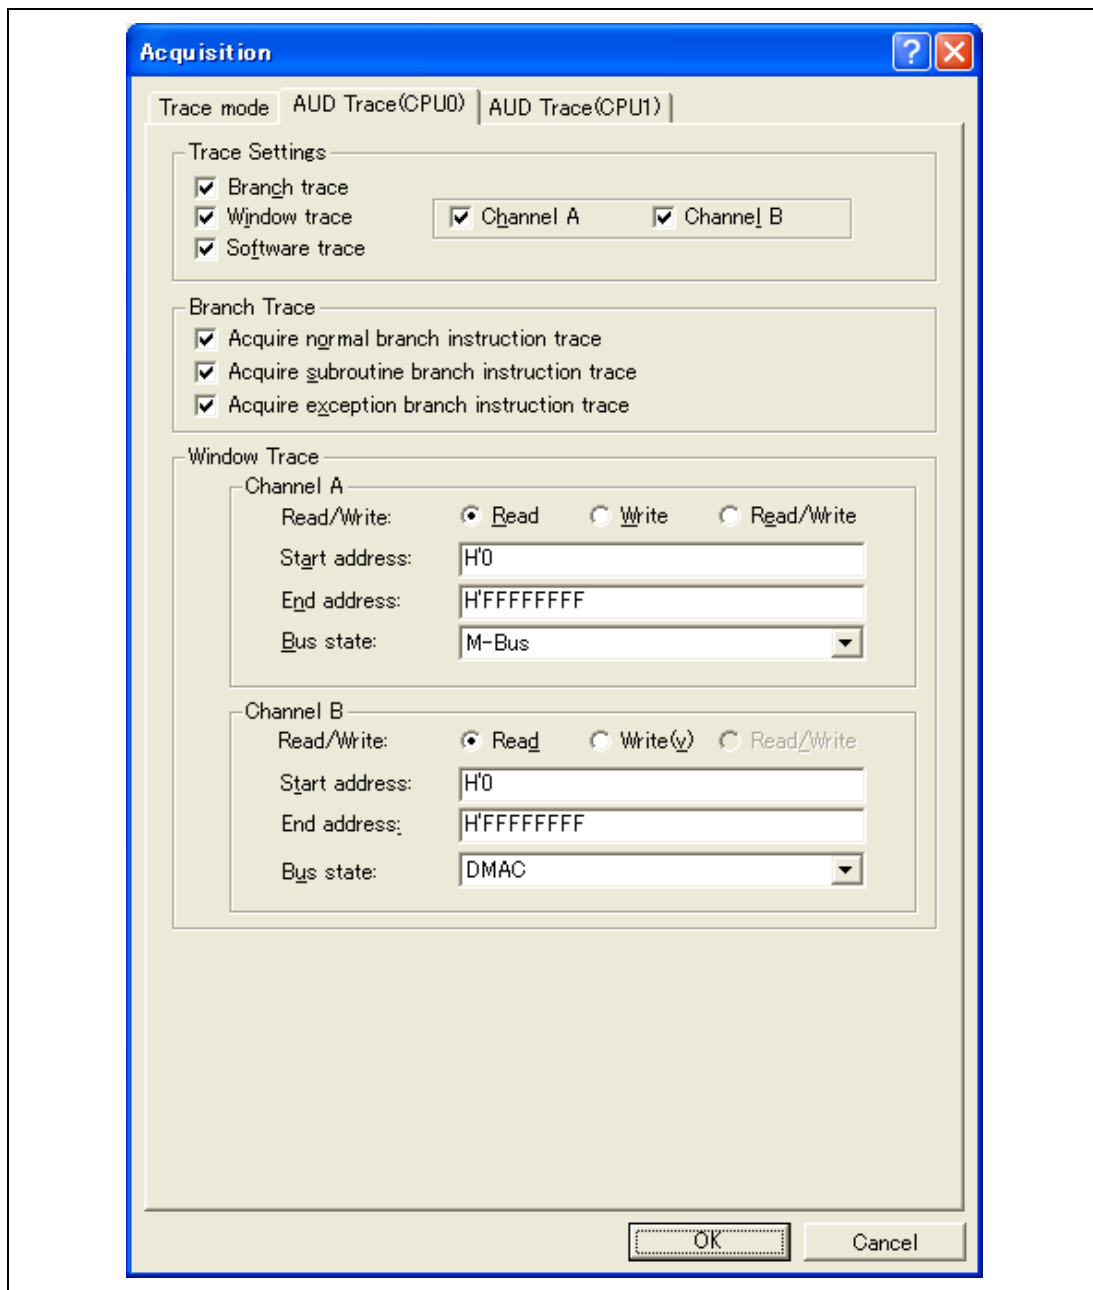 Acquisition
Trace mode AUD Trace(CPU0) AUD Trace(CPU1)
Trace Settings
Branch trace
Window trace Channel A Channel B
Software trace
Branch Trace
Acquire normal branch instruction trace
Acquire subroutine branch instruction trace
Acquire exception branch instruction trace
Window Trace
Channel A
Read/Write: Read Write Read/Write
Start address: H'0
End address: H'FFFFFFFF
Bus state: M-Bus
Channel B
Read/Write: Read Write(v) Read/Write
Start address: H'0
End address: H'FFFFFFFF
Bus state: DMAC
OK Cancel